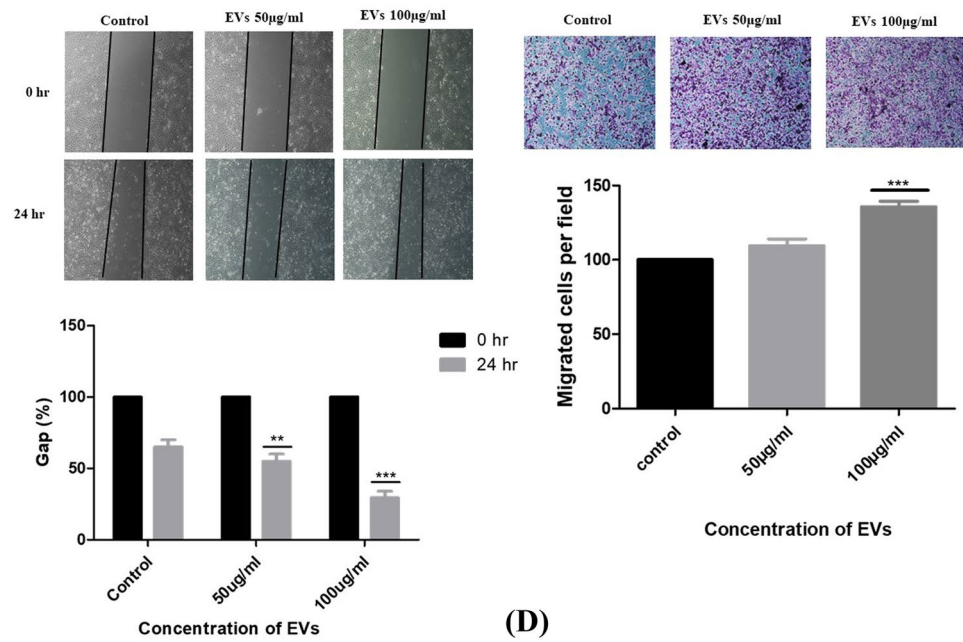 Control
EVs 50µg/ml
EVs 100µg/ml
0 hr
24 hr
150
100
50
0
Gap (%)
0 hr
24 hr
**
***
Control
50ug/ml
100ug/ml
Concentration of EVs
Control
EVs 50µg/ml
EVs 100µg/ml
150
100
50
0
Migrated cells per field
***
control
50µg/ml
100µg/ml
Concentration of EVs
(D)